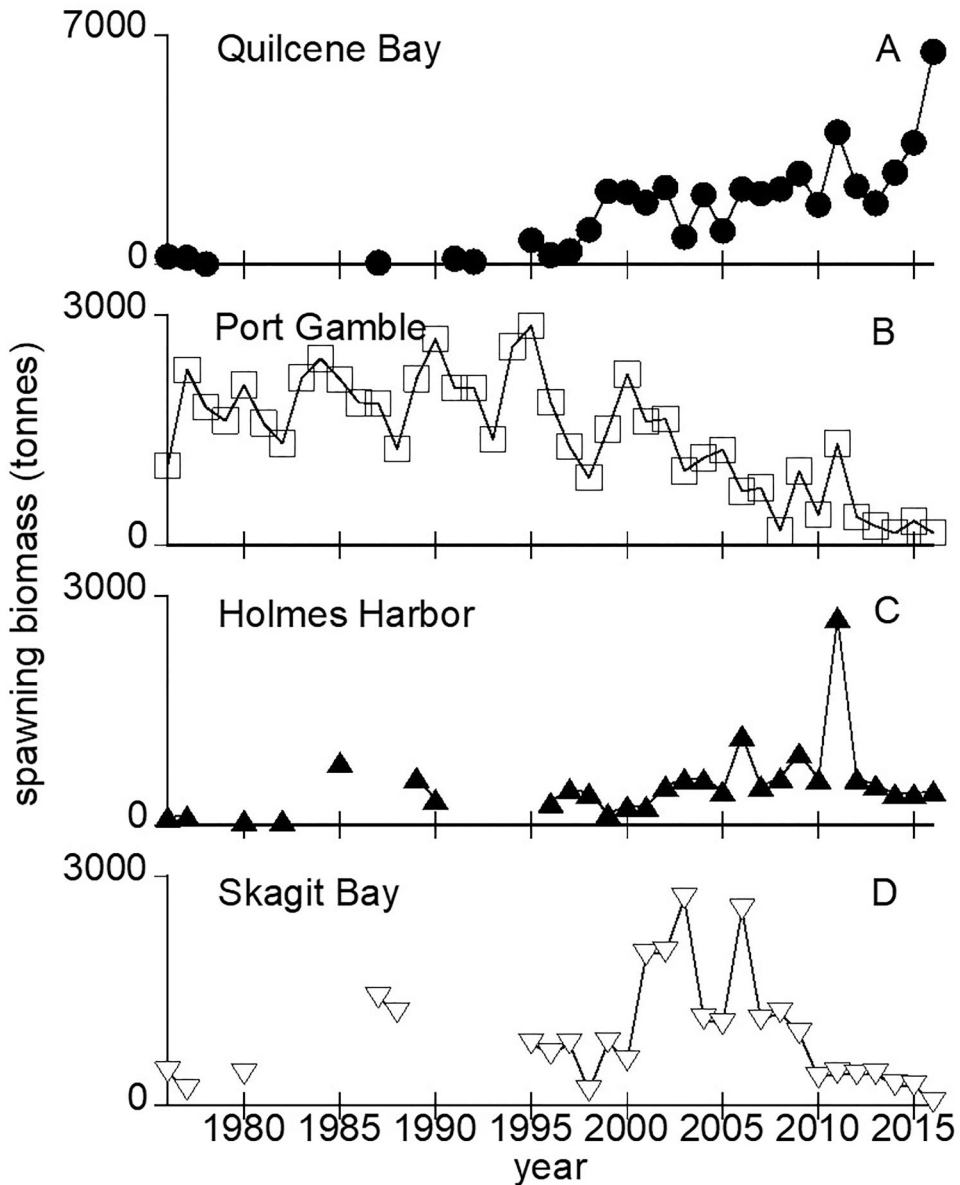 7000
Quilcene Bay
A
0
3000
Port Gamble
B
0
3000
Holmes Harbor
C
0
3000
Skagit Bay
D
0
1980 1985 1990 1995 2000 2005 2010 2015
year
spawning biomass (tonnes)